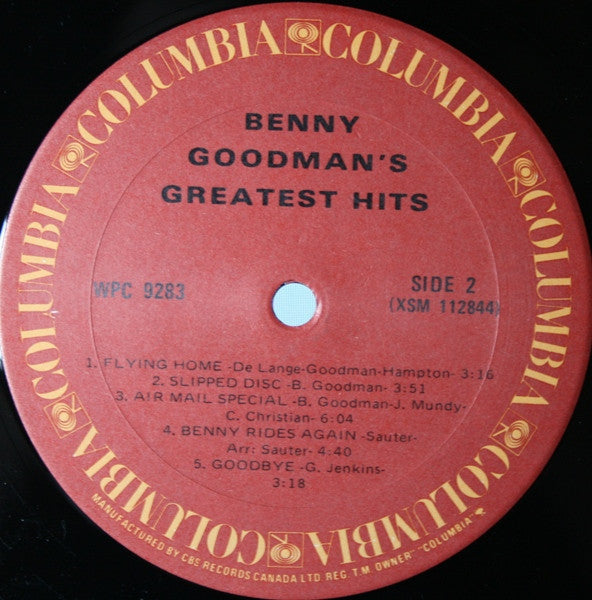 COLUMBIA COLUMBIA COLUMBIA COLUMBIA COLUMBIA COLUMBIA COLUMBIA COLUMBIA
BENNY
GOODMAN'S
GREATEST HITS
WPC 9283
SIDE 2
(XSM 112844)
1. FLYING HOME -De Lange-Goodman-Hampton- 3:16
2. SLIPPED DISC -B. Goodman- 3:51
3. AIR MAIL SPECIAL -B. Goodman-J. Mundy-
C. Christian- 6:04
4. BENNY RIDES AGAIN -Sauter-
Arr: Sauter- 4:40
5. GOODBYE -G. Jenkins-
3:18
MANUFACTURED BY CBS RECORDS CANADA LTD REG. T.M. OWNER "COLUMBIA"